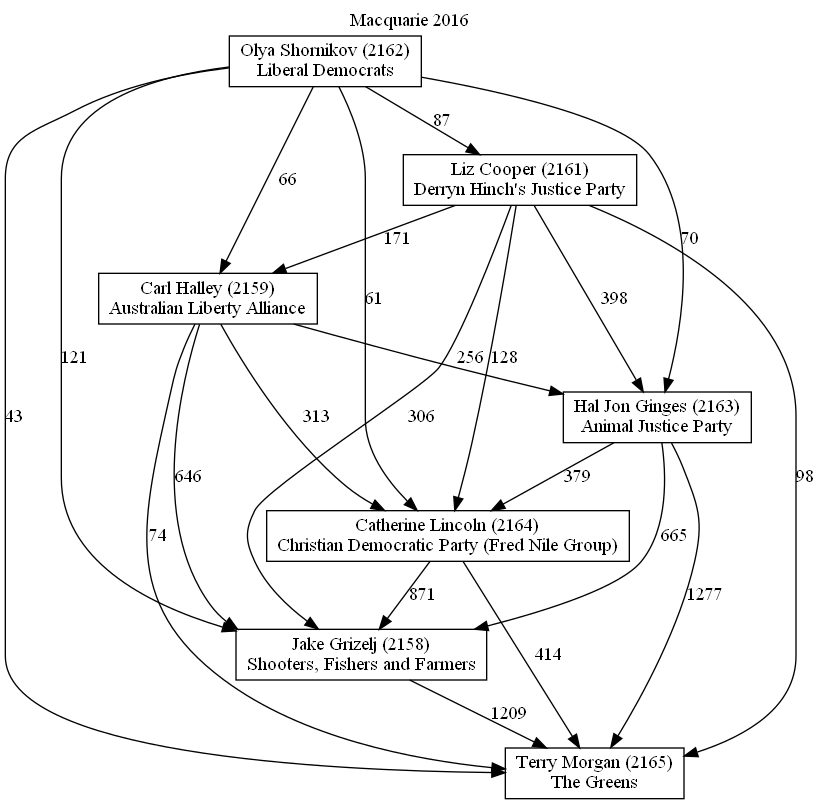 Macquarie 2016
Olya Shornikov (2162)
Liberal Democrats
87
Liz Cooper (2161)
Derryn Hinch's Justice Party
66
171
70
Carl Halley (2159)
Australian Liberty Alliance
61
398
121
256
128
Hal Jon Ginges (2163)
Animal Justice Party
43
313
306
646
379
98
Catherine Lincoln (2164)
Christian Democratic Party (Fred Nile Group)
74
665
871
1277
Jake Grizelj (2158)
Shooters, Fishers and Farmers
414
1209
Terry Morgan (2165)
The Greens